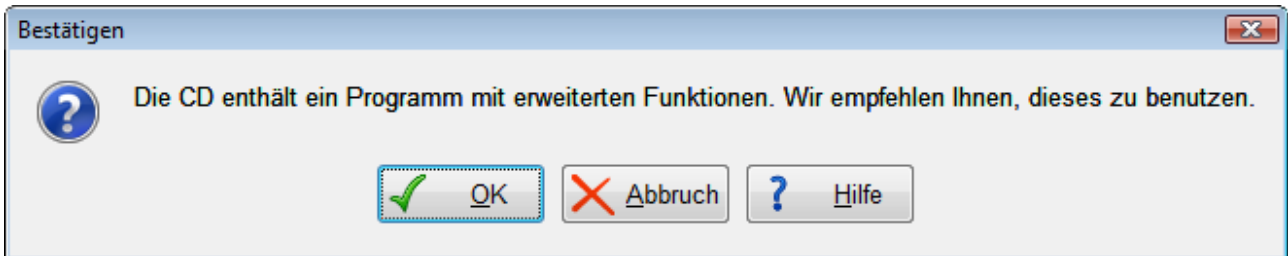 Bestätigen
Die CD enthält ein Programm mit erweiterten Funktionen. Wir empfehlen Ihnen, dieses zu benutzen.
OK Abbruch Hilfe